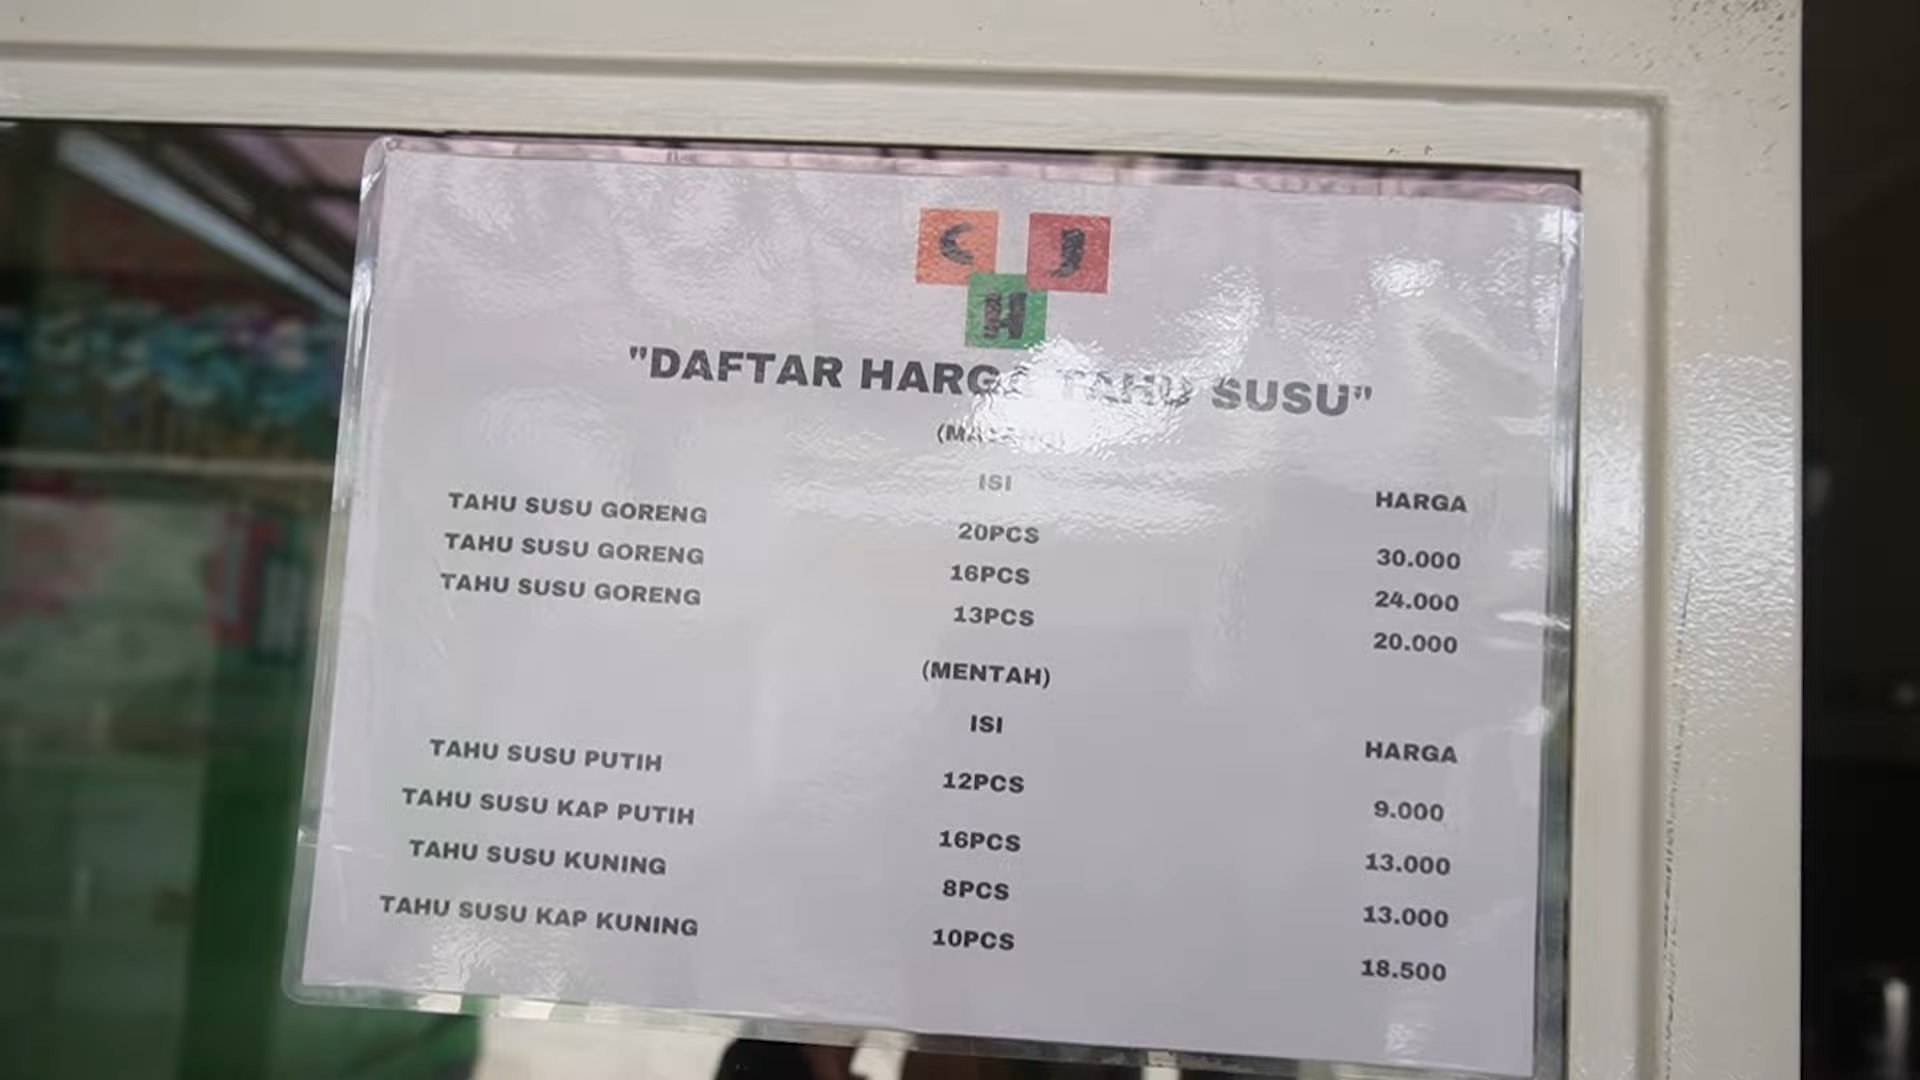 C J
H
"DAFTAR HARGA TAHU SUSU"
ISI HARGA
TAHU SUSU GORENG 20PCS 30.000
TAHU SUSU GORENG 16PCS 24.000
TAHU SUSU GORENG 13PCS 20.000
(MENTAH)
ISI HARGA
TAHU SUSU PUTIH 12PCS 9.000
TAHU SUSU KAP PUTIH 16PCS 13.000
TAHU SUSU KUNING 8PCS 13.000
TAHU SUSU KAP KUNING 10PCS 18.500